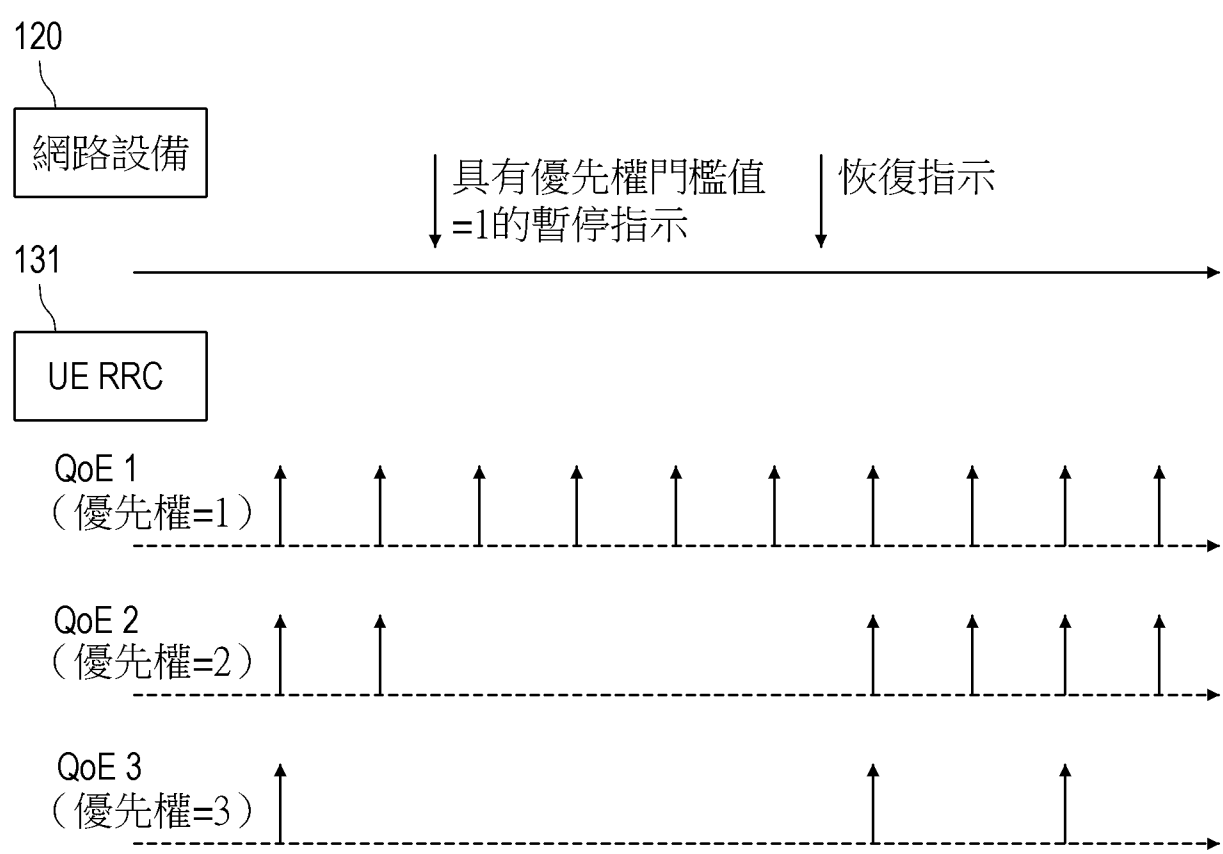 120
網路設備
具有優先權門檻值
=1的暫停指示
恢復指示
131
UE RRC
QoE 1
（優先權=1）
QoE 2
（優先權=2）
QoE 3
（優先權=3）